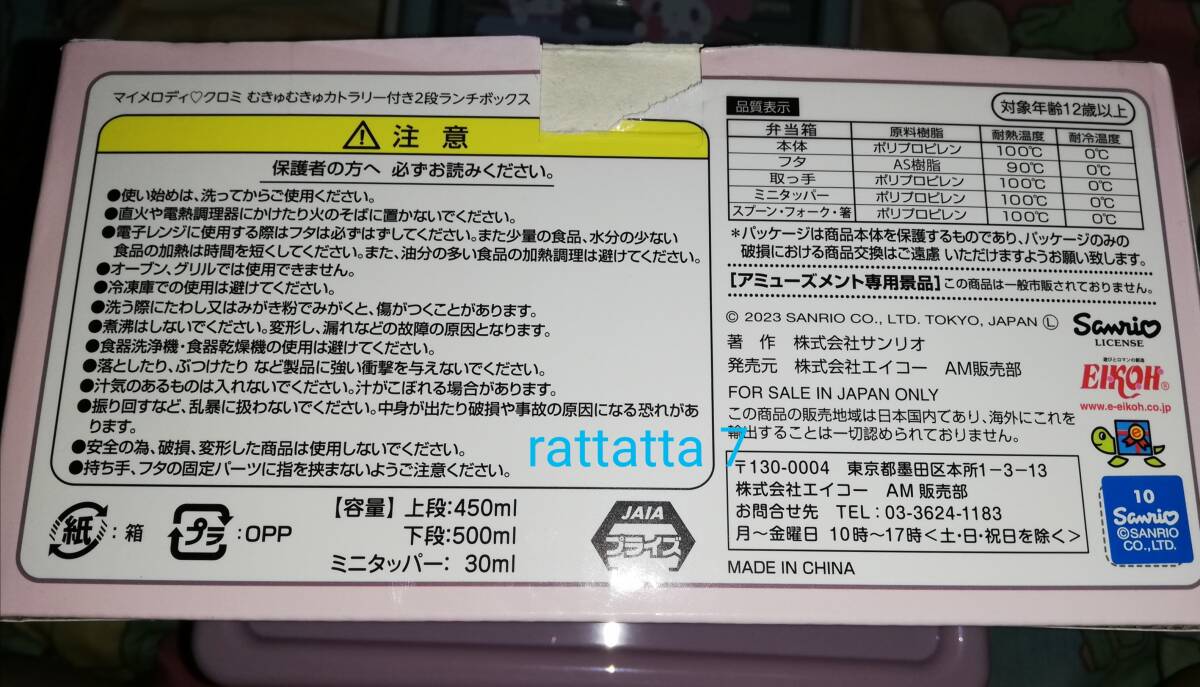 マイメロディ♡クロミ むきゅむきゅカトラリー付き2段ランチボックス
注意
保護者の方へ 必ずお読みください。
●使い始めは、洗ってからご使用ください。
●直火や電熱調理器にかけたり火のそばに置かないでください。
●電子レンジに使用する際はフタは必ずはずしてください。また少量の食品、水分の少ない
食品の加熱は時間を短くしてください。また、油分の多い食品の加熱調理は避けてください。
●オーブン、グリルでは使用できません。
●冷凍庫での使用は避けてください。
●洗う際にたわし又はみがき粉でみがくと、傷がつくことがあります。
●煮沸はしないでください。変形し、漏れなどの故障の原因となります。
●食器洗浄機・食器乾燥機の使用は避けてください。
●落としたり、ぶつけたり など製品に強い衝撃を与えないでください。
●汁気のあるものは入れないでください。汁がこぼれる場合があります。
●振り回すなど、乱暴に扱わないでください。中身が出たり破損や事故の原因になる恐れがあ
ります。
●安全の為、破損、変形した商品は使用しないでください。
●持ち手、フタの固定パーツに指を挟まないようご注意ください。
紙:箱
プラ:OPP
【容量】上段:450ml
下段:500ml
ミニタッパー: 30ml
JAIA
プライズ
品質表示
対象年齢12歳以上
弁当箱 原料樹脂 耐熱温度 耐冷温度
本体 ポリプロピレン 100℃ 0℃
フタ AS樹脂 90℃ 0℃
取っ手 ポリプロピレン 100℃ 0℃
ミニタッパー ポリプロピレン 100℃ 0℃
スプーン・フォーク・箸 ポリプロピレン 100℃ 0℃
*パッケージは商品本体を保護するものであり、パッケージのみの
破損における商品交換はご遠慮 いただけますようお願い致します。
【アミューズメント専用景品】この商品は一般市販されておりません。
© 2023 SANRIO CO., LTD. TOKYO, JAPAN Ⓛ
著 作 株式会社サンリオ
発売元 株式会社エイコー AM販売部
FOR SALE IN JAPAN ONLY
この商品の販売地域は日本国内であり、海外にこれを
輸出することは一切認められておりません。
〒130-0004 東京都墨田区本所1-3-13
株式会社エイコー AM販売部
お問合せ先 TEL:03-3624-1183
月〜金曜日 10時〜17時<土・日・祝日を除く>
MADE IN CHINA
Sanrio
LICENSE
遊びとロマンの創造
EIKOH®
www.e-eikoh.co.jp
10
Sanrio
©SANRIO
CO.,LTD.
rattatta 7